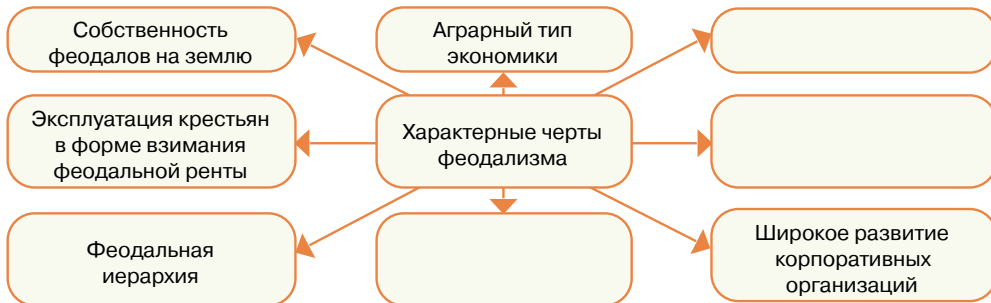 Собственность
феодалов на землю
Аграрный тип
экономики
Эксплуатация крестьян
в форме взимания
феодальной ренты
Характерные черты
феодализма
Феодальная
иерархия
Широкое развитие
корпоративных
организаций